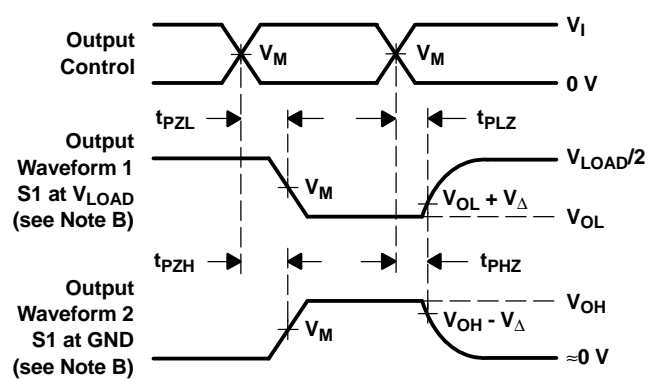 Output
Control
V_I
V_M
V_M
0 V
t_PZL
t_PLZ
Output
Waveform 1
S1 at V_LOAD
(see Note B)
V_LOAD/2
V_M
V_OL + V_Δ
V_OL
t_PZH
t_PHZ
Output
Waveform 2
S1 at GND
(see Note B)
V_OH
V_M
V_OH - V_Δ
≈0 V